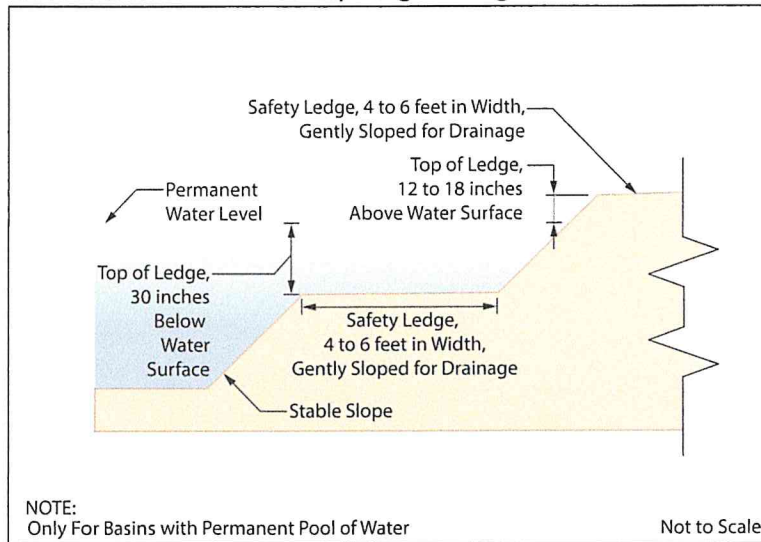 Safety Ledge, 4 to 6 feet in Width,
Gently Sloped for Drainage
Top of Ledge,
12 to 18 inches
Above Water Surface
Permanent
Water Level
Top of Ledge,
30 inches
Below
Water
Surface
Safety Ledge,
4 to 6 feet in Width,
Gently Sloped for Drainage
Stable Slope
NOTE:
Only For Basins with Permanent Pool of Water
Not to Scale